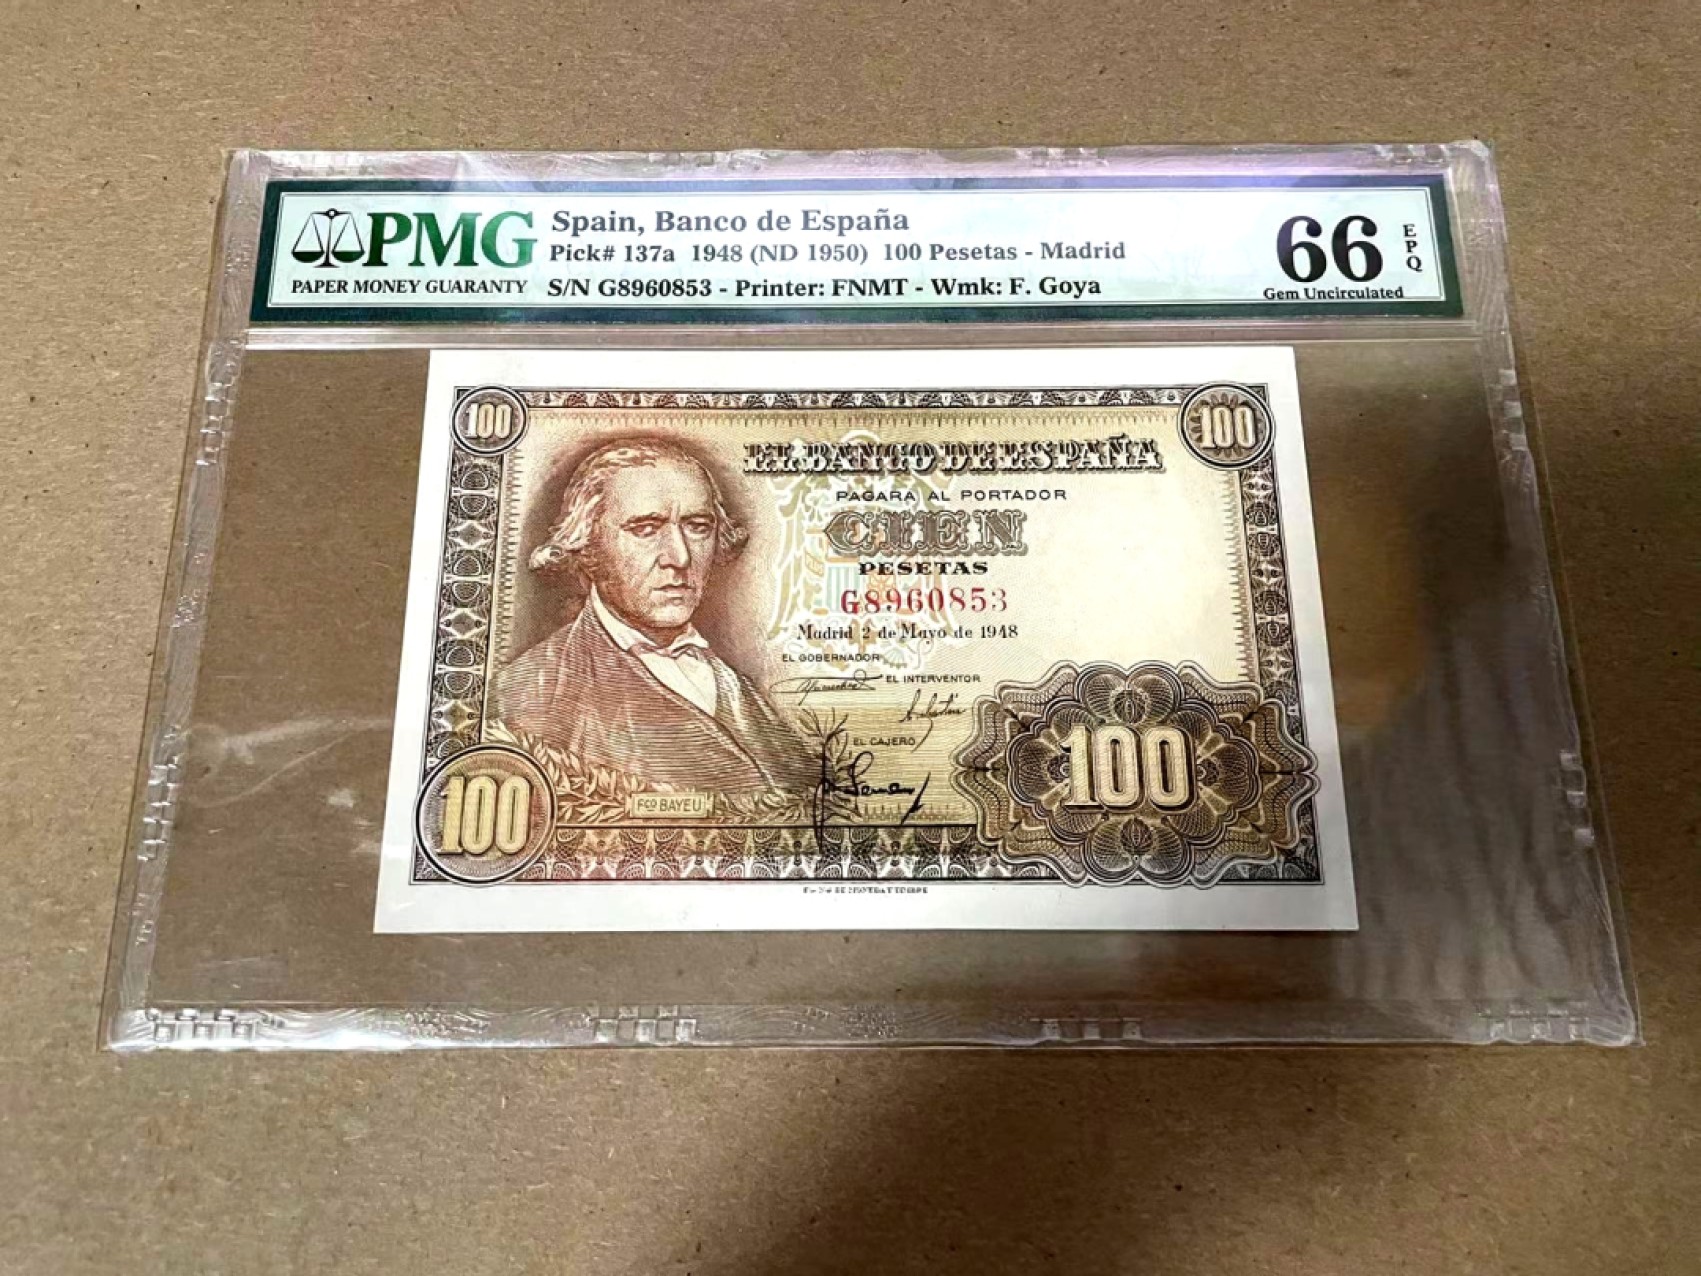 PMG
PAPER MONEY GUARANTY
Spain, Banco de España
Pick# 137a 1948 (ND 1950) 100 Pesetas - Madrid
S/N G8960853 - Printer: FNMT - Wmk: F. Goya
66
EPQ
Gem Uncirculated
100
100
EL BANCO DE ESPAÑA
PAGARA AL PORTADOR
CIEN
PESETAS
G8960853
Madrid 2 de Mayo de 1948
EL GOBERNADOR
EL INTERVENTOR
EL CAJERO
100
FCO BAYEU
100